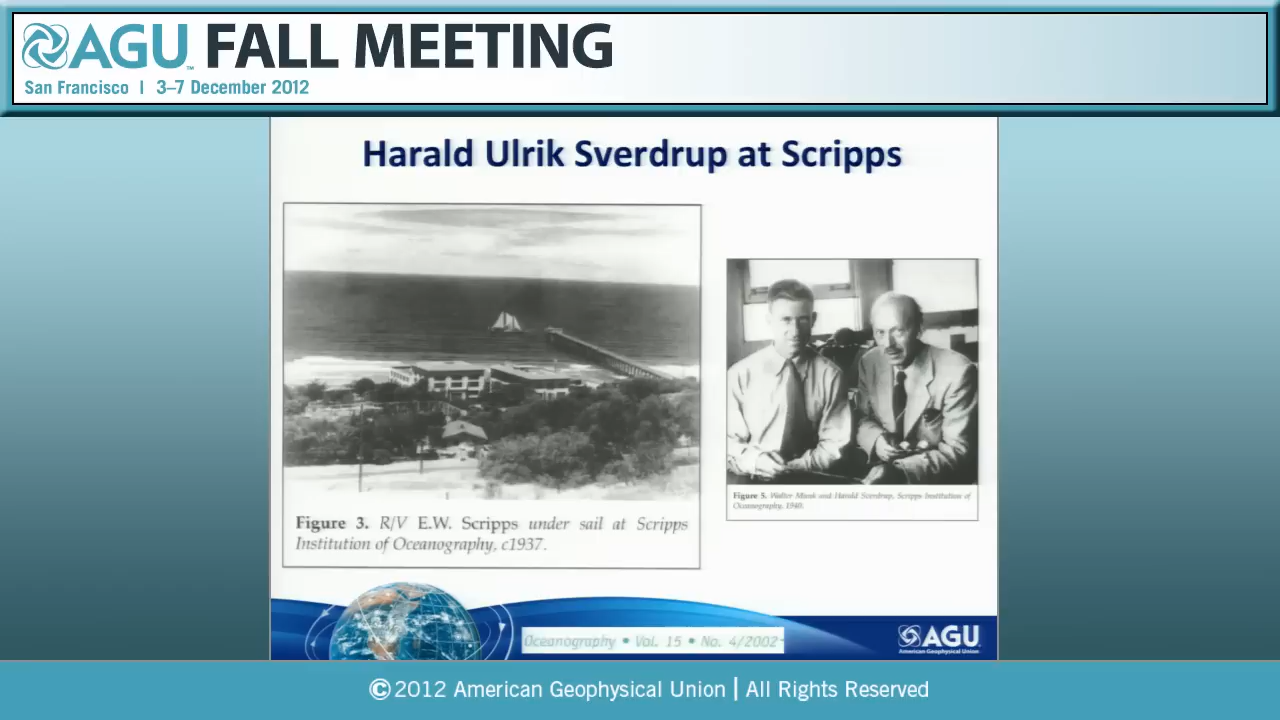 AGU™ FALL MEETING
San Francisco | 3–7 December 2012
Harald Ulrik Sverdrup at Scripps
Figure 3. R/V E.W. Scripps under sail at Scripps
Institution of Oceanography, c1937.
Figure 5. Walter Munk and Harald Sverdrup, Scripps Institution of
Oceanography, 1940.
Oceanography • Vol. 15 • No. 4/2002
AGU
American Geophysical Union
©2012 American Geophysical Union | All Rights Reserved